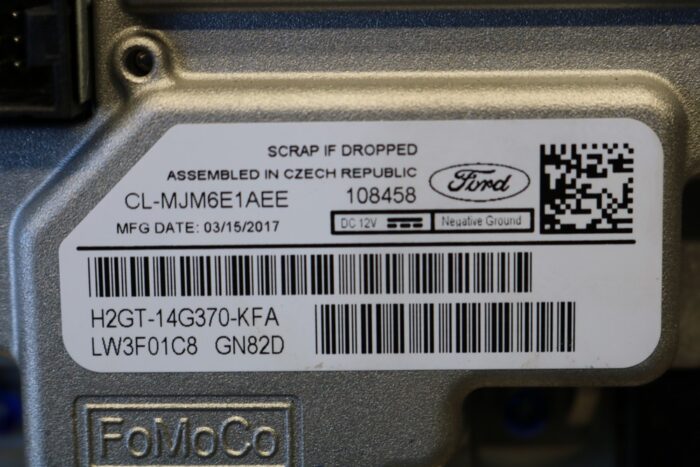 SCRAP IF DROPPED
ASSEMBLED IN CZECH REPUBLIC
CL-MJM6E1AEE 108458
Ford
MFG DATE: 03/15/2017
DC 12V Negative Ground
H2GT-14G370-KFA
LW3F01C8 GN82D
FoMoCo